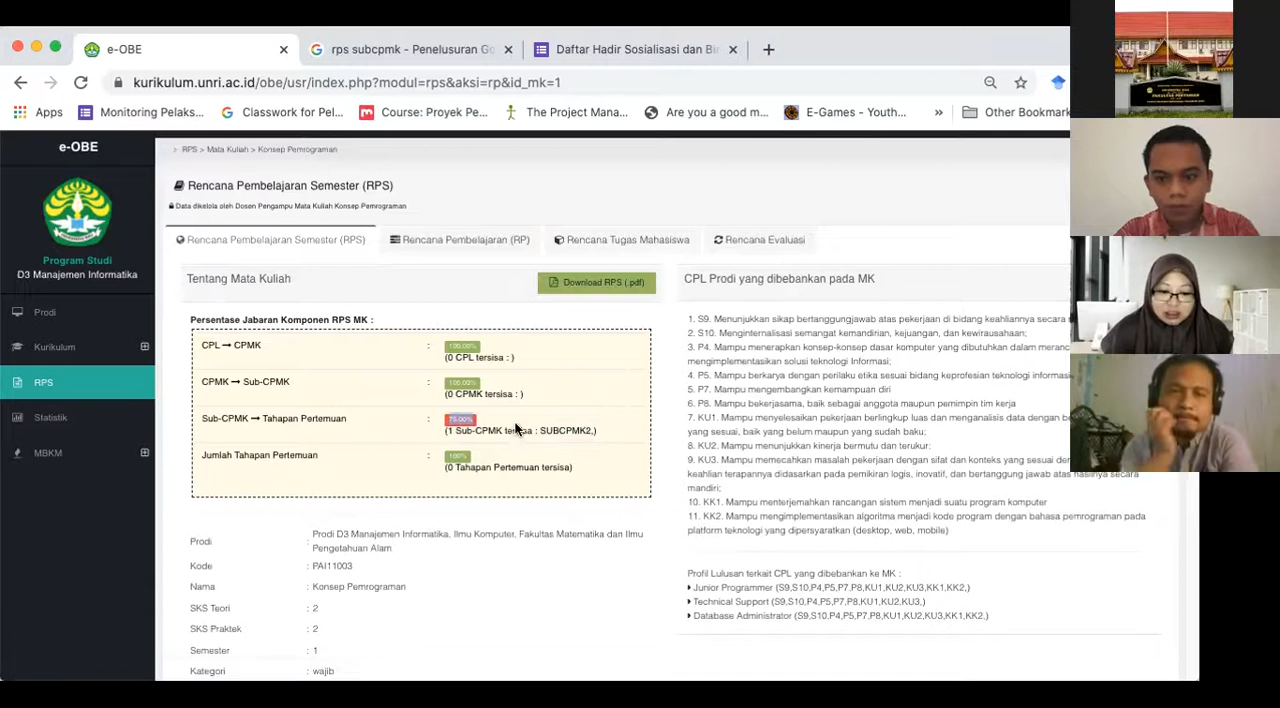 e-OBE
rps subcpmk - Penelusuran Go
Daftar Hadir Sosialisasi dan Bir
kurikulum.unri.ac.id/obe/usr/index.php?modul=rps&aksi=rp&id_mk=1
Apps
Monitoring Pelaks...
Classwork for Pel...
Course: Proyek
The Project Mana...
Are you a good m...
E-Games - Youth...
»
Other Bookmark
e-OBE
Program Studi
D3 Manajemen Informatika
Prodi
Kurikulum
RPS
Statistik
MBKM
RPS > Mata Kuliah > Konsep Pemrograman
Rencana Pembelajaran Semester (RPS)
Data dikelola oleh Dosen Pengampu Mata Kuliah Konsep Pemrograman
Rencana Pembelajaran Semester (RPS)
Rencana Pembelajaran (RP)
Rencana Tugas Mahasiswa
Rencana Evaluasi
Tentang Mata Kuliah
Download RPS (.pdf)
Persentase Jabaran Komponen RPS MK :
CPL → CPMK : 100.00%
(0 CPL tersisa : )
CPMK → Sub-CPMK : 100.00%
(0 CPMK tersisa : )
Sub-CPMK → Tahapan Pertemuan : 75.00%
(1 Sub-CPMK tersisa : SUBCPMK2,)
Jumlah Tahapan Pertemuan : 100%
(0 Tahapan Pertemuan tersisa)
Prodi : Prodi D3 Manajemen Informatika, Ilmu Komputer, Fakultas Matematika dan Ilmu
Pengetahuan Alam
Kode : PAI11003
Nama : Konsep Pemrograman
SKS Teori : 2
SKS Praktek : 2
Semester : 1
Kategori : wajib
CPL Prodi yang dibebankan pada MK
1. S9. Menunjukkan sikap bertanggungjawab atas pekerjaan di bidang keahliannya secara
2. S10. Menginternalisasi semangat kemandirian, kejuangan, dan kewirausahaan;
3. P4. Mampu menerapkan konsep-konsep dasar komputer yang dibutuhkan dalam meranc
mengimplementasikan solusi teknologi Informasi;
4. P5. Mampu berkarya dengan perilaku etika sesuai bidang keprofesian teknologi informasi
5. P7. Mampu mengembangkan kemampuan diri
6. P8. Mampu bekerjasama, baik sebagai anggota maupun pemimpin tim kerja
7. KU1. Mampu menyelesaikan pekerjaan berlingkup luas dan menganalisis data dengan
yang sesuai, baik yang belum maupun yang sudah baku;
8. KU2. Mampu menunjukkan kinerja bermutu dan terukur:
9. KU3. Mampu memecahkan masalah pekerjaan dengan sifat dan konteks yang sesuai den
keahlian terapannya didasarkan pada pemikiran logis, inovatif, dan bertanggung jawab atas hasilnya secara
mandiri;
10. KK1. Mampu menterjemahkan rancangan sistem menjadi suatu program komputer
11. KK2. Mampu mengimplementasikan algoritma menjadi kode program dengan bahasa pemrograman pada
platform teknologi yang dipersyaratkan (desktop, web, mobile)
Profil Lulusan terkait CPL yang dibebankan ke MK :
Junior Programmer (S9,S10,P4,P5,P7,P8,KU1,KU2,KU3,KK1,KK2,)
Technical Support (S9,S10,P4,P5,P7,P8,KU1,KU2,KU3,)
Database Administrator (S9,S10,P4,P5,P7,P8,KU1,KU2,KU3,KK1,KK2,)